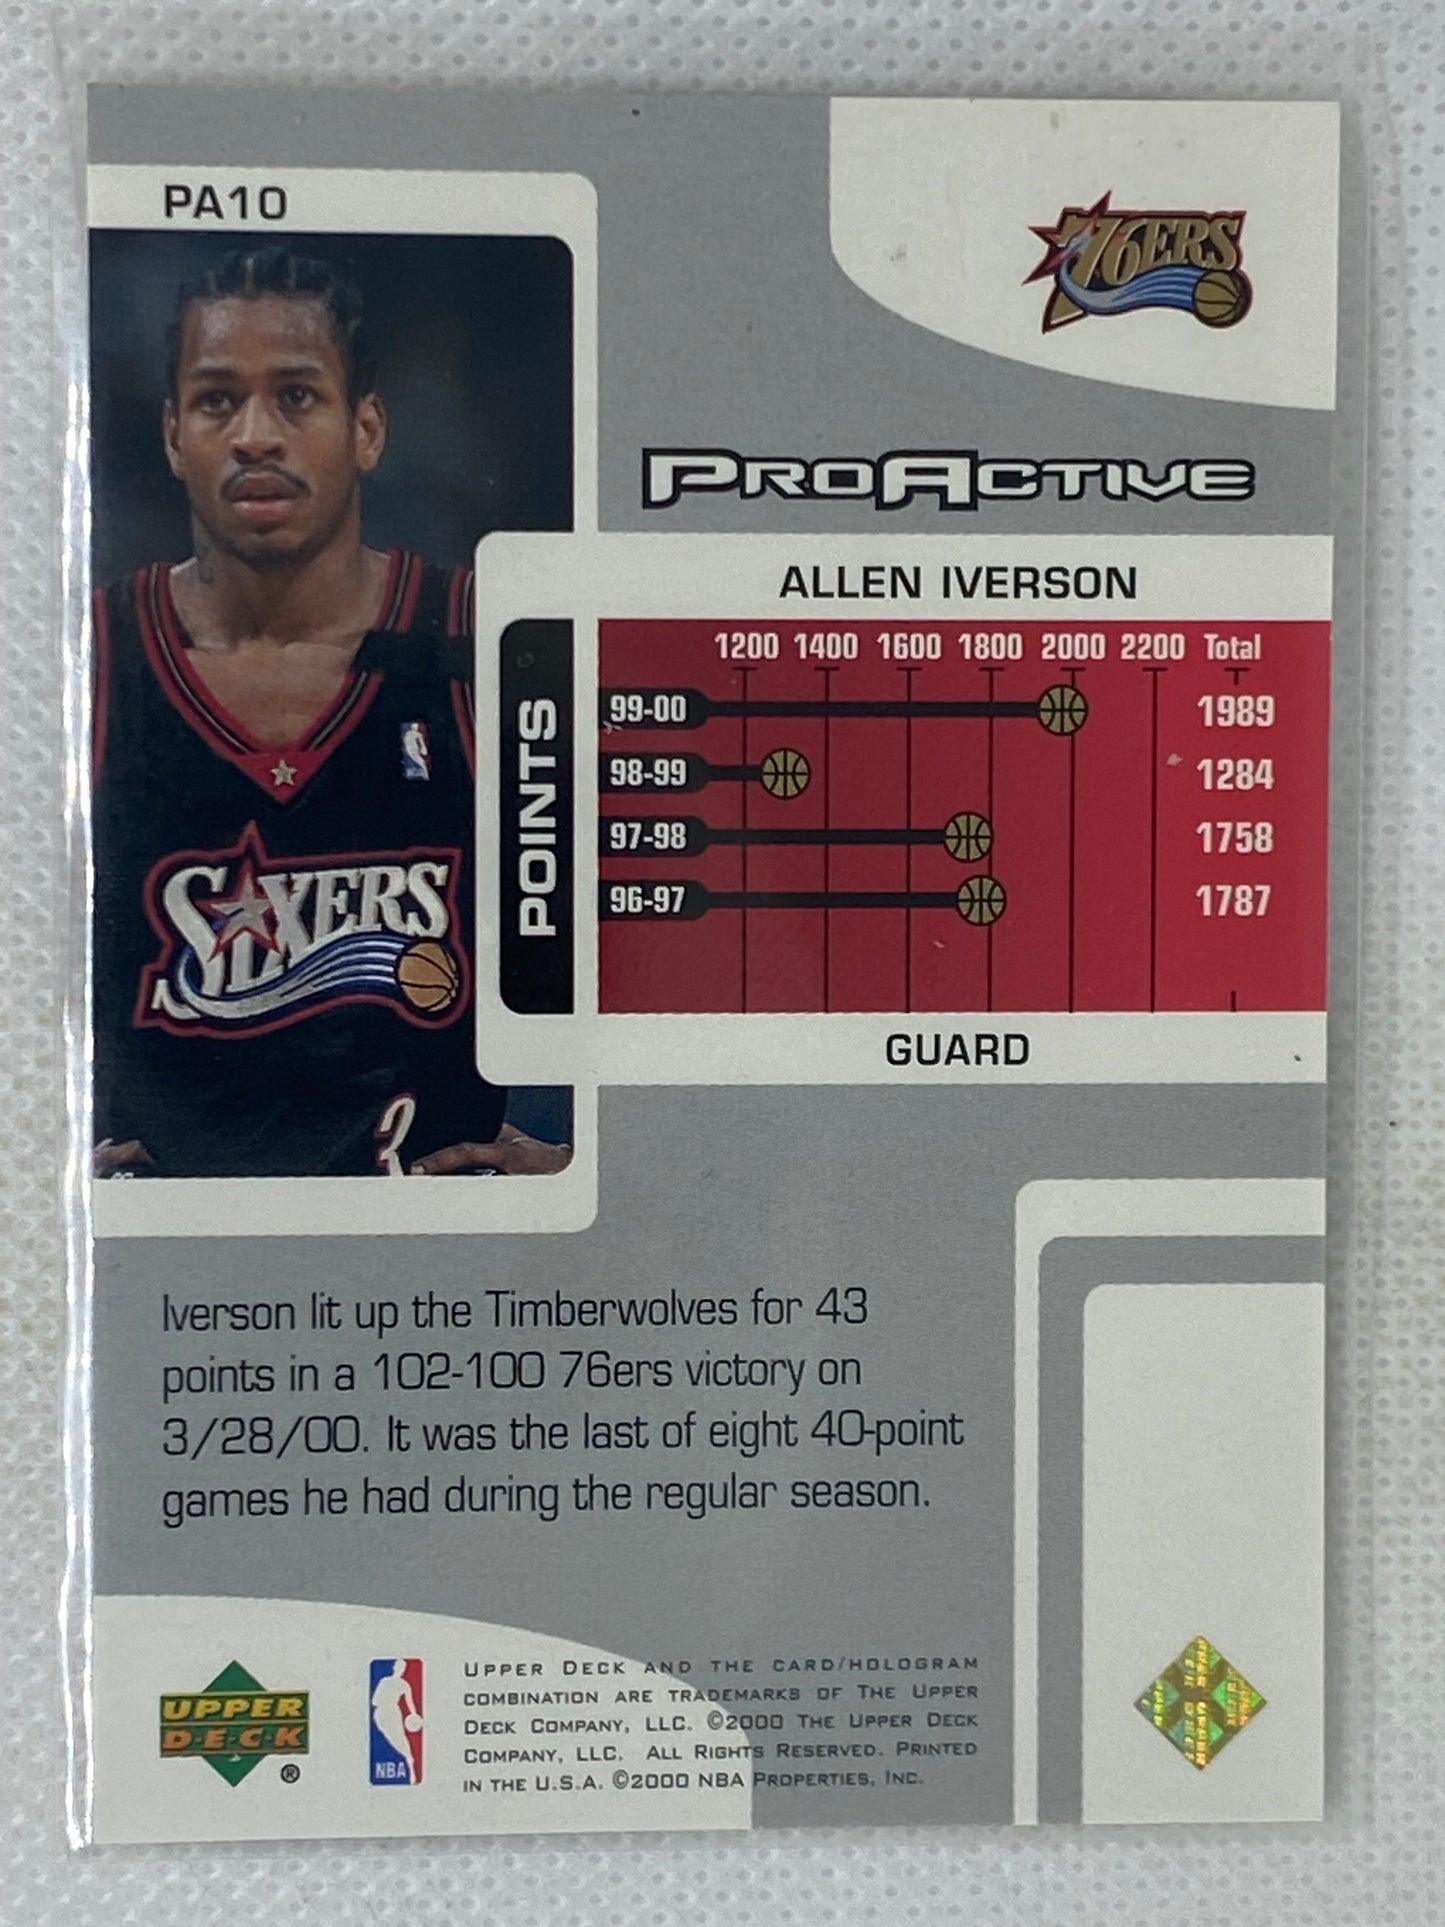 PA10
76ERS
PROACTIVE
ALLEN IVERSON
POINTS
1200 1400 1600 1800 2000 2200 Total
99-00 1989
98-99 1284
97-98 1758
96-97 1787
GUARD
SIXERS
3
Iverson lit up the Timberwolves for 43
points in a 102-100 76ers victory on
3/28/00. It was the last of eight 40-point
games he had during the regular season.
UPPER
D·E·C·K
®
NBA
UPPER DECK AND THE CARD/HOLOGRAM
COMBINATION ARE TRADEMARKS OF THE UPPER
DECK COMPANY, LLC. ©2000 THE UPPER DECK
COMPANY, LLC. ALL RIGHTS RESERVED. PRINTED
IN THE U.S.A. ©2000 NBA PROPERTIES, INC.